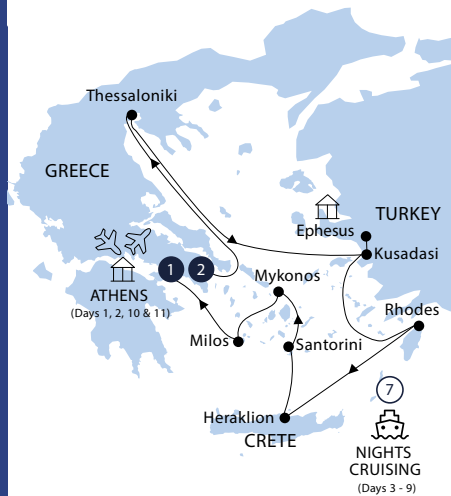 Thessaloniki
GREECE
TURKEY
Ephesus
Kusadasi
1
2
Mykonos
ATHENS
(Days 1, 2, 10 & 11)
Rhodes
Milos
Santorini
7
Heraklion
CRETE
NIGHTS
CRUISING
(Days 3 - 9)